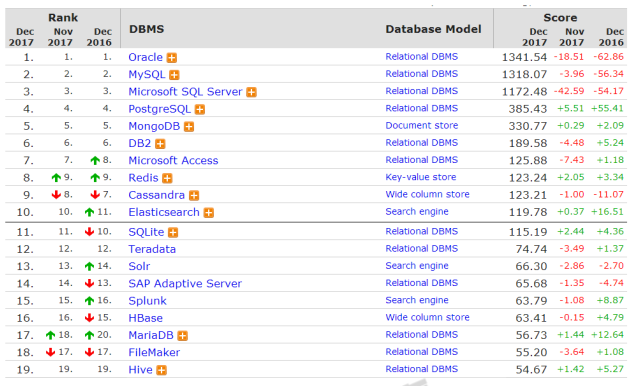 Rank Score
Dec Nov Dec DBMS Database Model Dec Nov Dec
2017 2017 2016 2017 2017 2016
1. 1. 1. Oracle Relational DBMS 1341.54 -18.51 -62.86
2. 2. 2. MySQL Relational DBMS 1318.07 -3.96 -56.34
3. 3. 3. Microsoft SQL Server Relational DBMS 1172.48 -42.59 -54.17
4. 4. 4. PostgreSQL Relational DBMS 385.43 +5.51 +55.41
5. 5. 5. MongoDB Document store 330.77 +0.29 +2.09
6. 6. 6. DB2 Relational DBMS 189.58 -4.48 +5.24
7. 7. 8. Microsoft Access Relational DBMS 125.88 -7.43 +1.18
8. 9. 9. Redis Key-value store 123.24 +2.05 +3.34
9. 8. 7. Cassandra Wide column store 123.21 -1.00 -11.07
10. 10. 11. Elasticsearch Search engine 119.78 +0.37 +16.51
11. 11. 10. SQLite Relational DBMS 115.19 +2.44 +4.36
12. 12. 12. Teradata Relational DBMS 74.74 -3.49 +1.37
13. 13. 14. Solr Search engine 66.30 -2.86 -2.70
14. 14. 13. SAP Adaptive Server Relational DBMS 65.68 -1.35 -4.74
15. 15. 16. Splunk Search engine 63.79 -1.08 +8.87
16. 16. 15. HBase Wide column store 63.41 -0.15 +4.79
17. 18. 20. MariaDB Relational DBMS 56.73 +1.44 +12.64
18. 17. 17. FileMaker Relational DBMS 55.20 -3.64 +1.08
19. 19. 19. Hive Relational DBMS 54.67 +1.42 +5.27